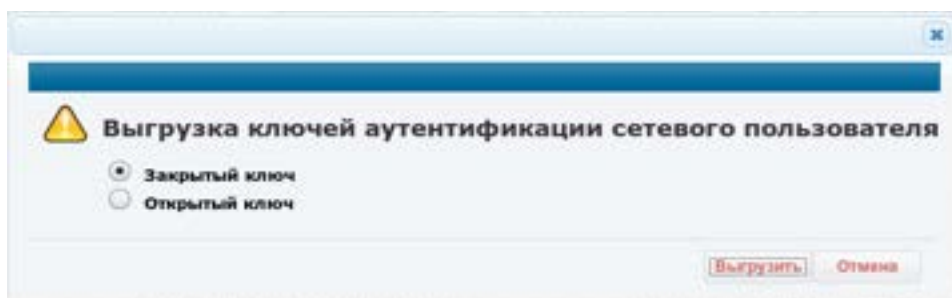 Выгрузка ключей аутентификации сетевого пользователя
Закрытый ключ
Открытый ключ
Выгрузить Отмена